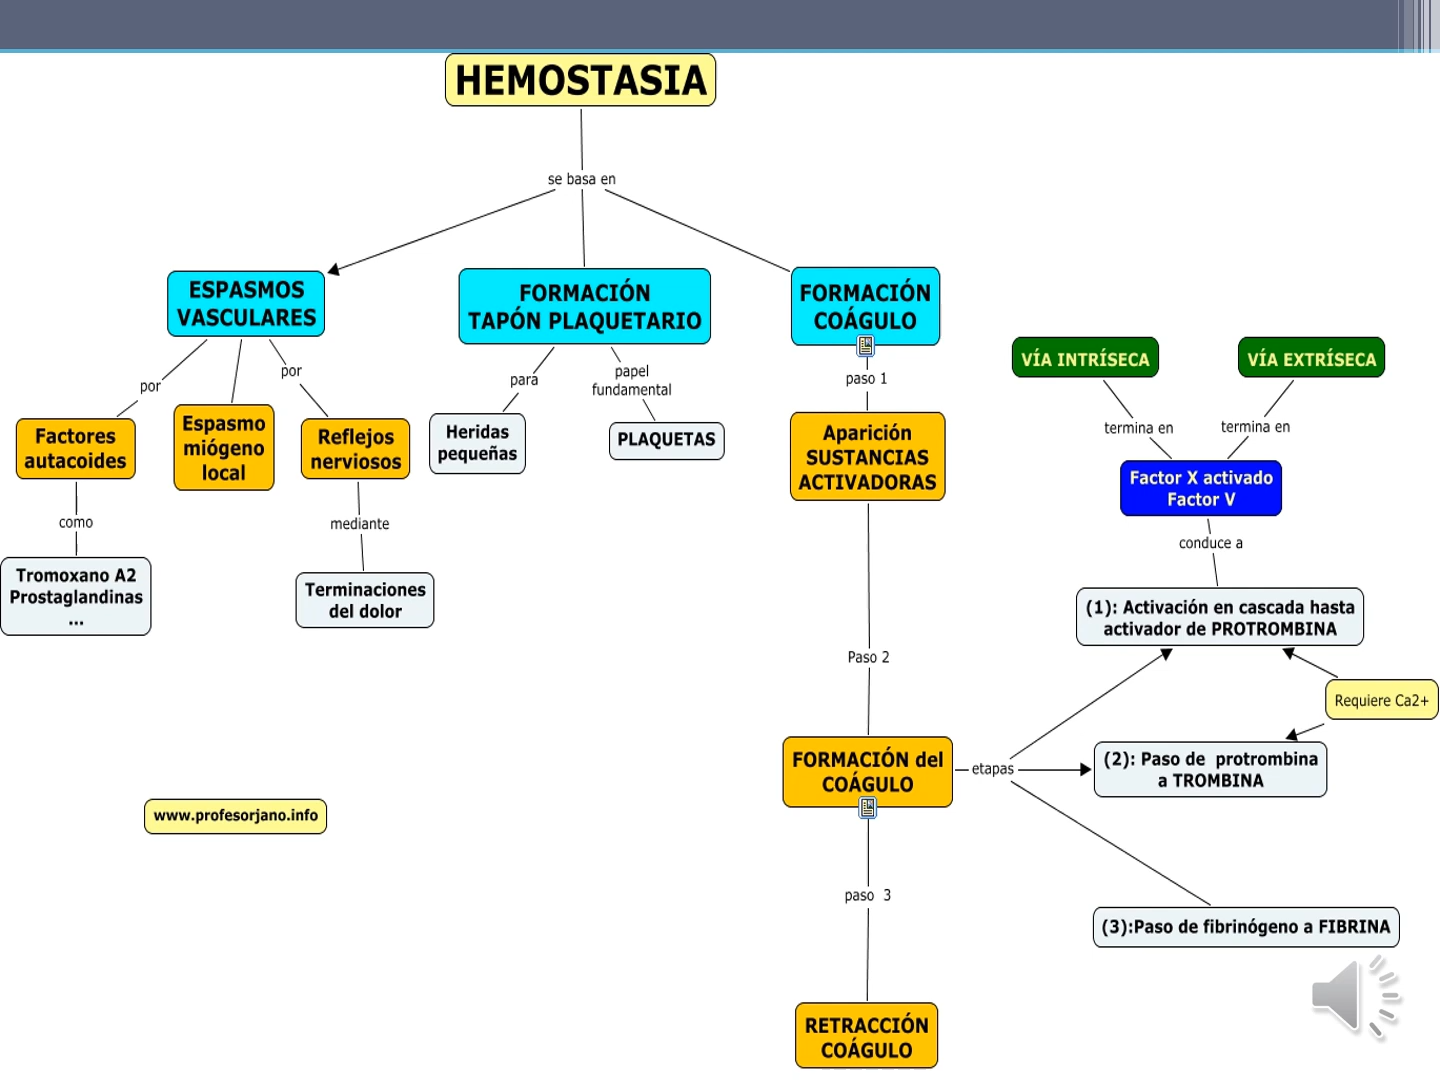 HEMOSTASIA
se basa en
ESPASMOS
VASCULARES
FORMACIÓN
TAPÓN PLAQUETARIO
FORMACIÓN
COÁGULO
por
por
para
papel
fundamental
paso 1
VÍA INTRÍSECA
VÍA EXTRÍSECA
Factores
autacoides
Espasmo
miógeno
local
Reflejos
nerviosos
Heridas
pequeñas
PLAQUETAS
Aparición
SUSTANCIAS
ACTIVADORAS
termina en
termina en
Factor X activado
Factor V
como
mediante
conduce a
Tromoxano A2
Prostaglandinas
...
Terminaciones
del dolor
(1): Activación en cascada hasta
activador de PROTROMBINA
Paso 2
Requiere Ca2+
FORMACIÓN del
COÁGULO
etapas
(2): Paso de protrombina
a TROMBINA
www.profesorjano.info
paso 3
(3):Paso de fibrinógeno a FIBRINA
RETRACCIÓN
COÁGULO